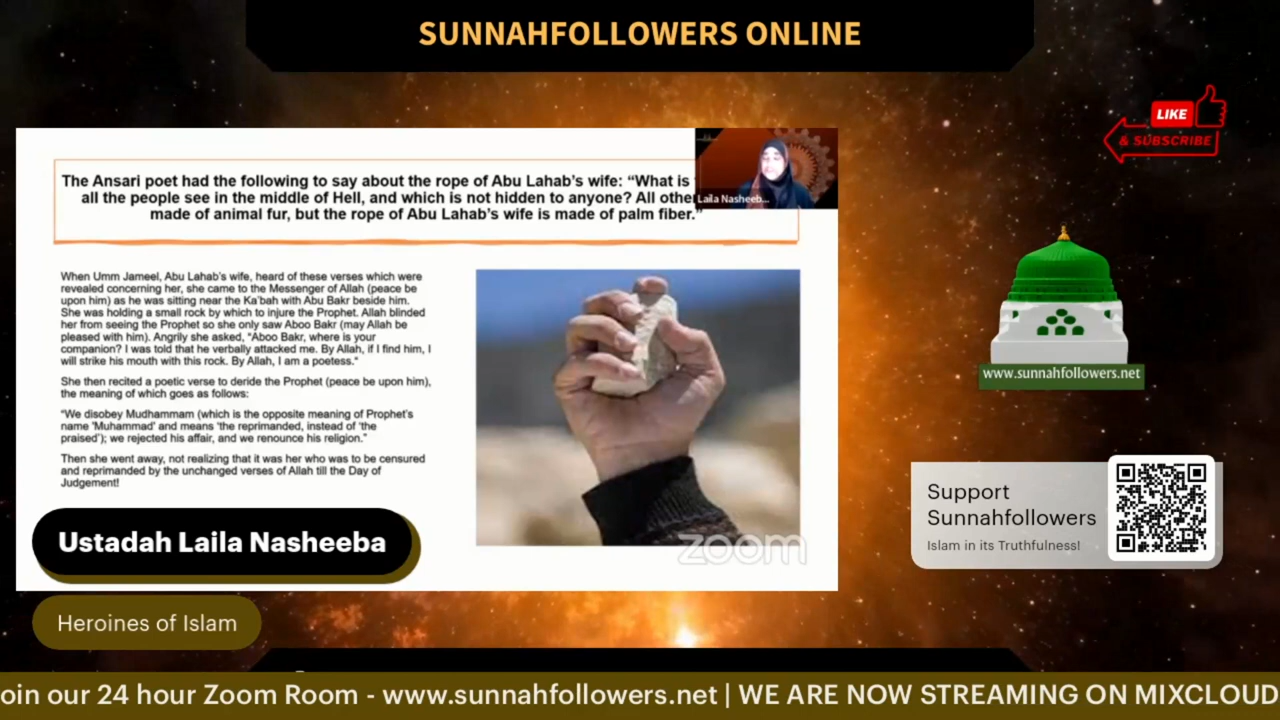 SUNNAHFOLLOWERS ONLINE
LIKE
& SUBSCRIBE
The Ansari poet had the following to say about the rope of Abu Lahab's wife: “What is
all the people see in the middle of Hell, and which is not hidden to anyone? All othe
made of animal fur, but the rope of Abu Lahab's wife is made of palm fiber.”
Laila Nasheeb...
When Umm Jameel, Abu Lahab's wife, heard of these verses which were
revealed concerning her, she came to the Messenger of Allah (peace be
upon him) as he was sitting near the Ka'bah with Abu Bakr beside him.
She was holding a small rock by which to injure the Prophet. Allah blinded
her from seeing the Prophet so she only saw Aboo Bakr (may Allah be
pleased with him). Angrily she asked, “Aboo Bakr, where is your
companion? I was told that he verbally attacked me. By Allah, if I find him, I
will strike his mouth with this rock. By Allah, I am a poetess.“
She then recited a poetic verse to deride the Prophet (peace be upon him),
the meaning of which goes as follows:
“We disobey Mudhammam (which is the opposite meaning of Prophet's
name 'Muhammad' and means 'the reprimanded, instead of 'the
praised'); we rejected his affair, and we renounce his religion.”
Then she went away, not realizing that it was her who was to be censured
and reprimanded by the unchanged verses of Allah till the Day of
Judgement!
zoom
www.sunnahfollowers.net
Support
Sunnahfollowers
Islam in its Truthfulness!
Ustadah Laila Nasheeba
Heroines of Islam
oin our 24 hour Zoom Room - www.sunnahfollowers.net | WE ARE NOW STREAMING ON MIXCLOUD